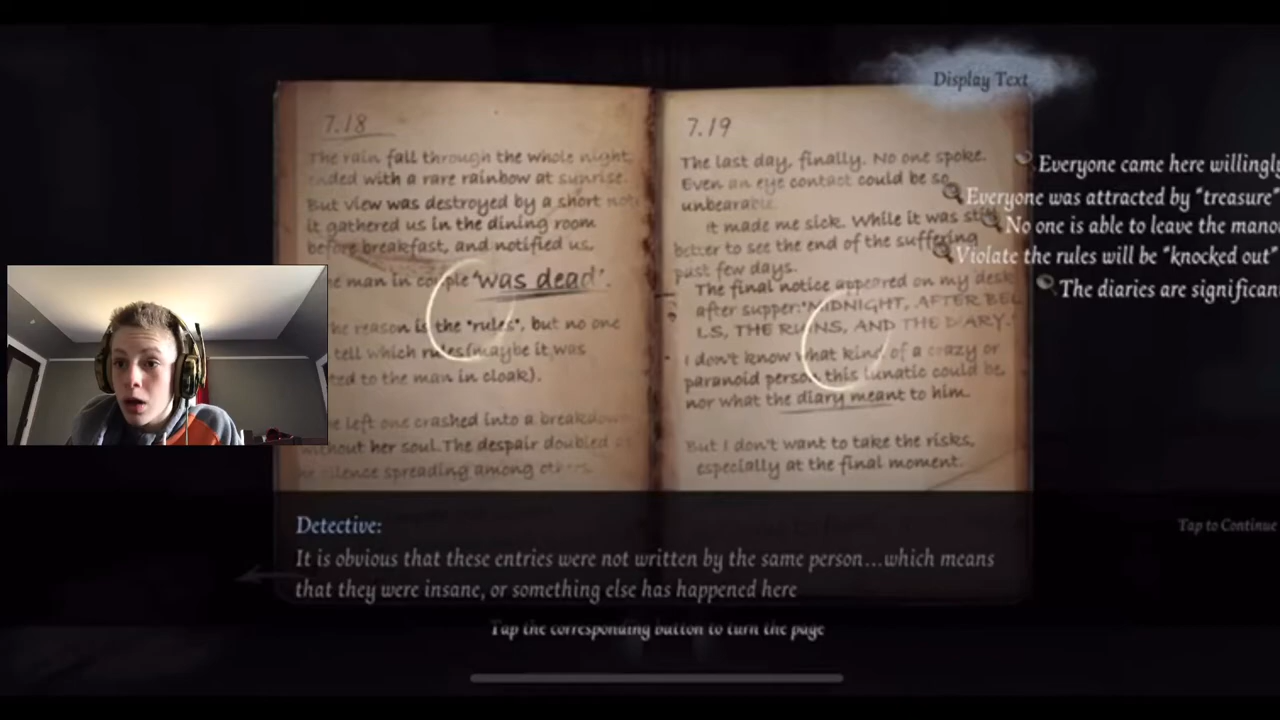 Display Text
7.18
The rain fall through the whole night,
ended with a rare rainbow at sunrise.
But view was destroyed by a short not
it gathered us in the dining room
before breakfast, and notified us,
he man in couple "was dead".
he reason is the "rules", but no one
tell which rules(maybe it was
ted to the man in cloak).
e left one crashed into a breakdown
without her soul.The despair doubled as
silence spreading among others.
7.19
The last day, finally. No one spoke.
Even an eye contact could be so
unbearable.
it made me sick. While it was still
better to see the end of the suffering
past few days.
The final notice appeared on my desk
after supper:"MIDNIGHT, AFTER BEL
LS, THE RUINS, AND THE DIARY."
I don't know what kind of a crazy or
paranoid person this lunatic could be,
nor what the diary meant to him.
But I don't want to take the risks,
especially at the final moment.
Everyone came here willingly
Everyone was attracted by "treasure"
No one is able to leave the mano
Violate the rules will be "knocked out"
The diaries are significan
Detective:
It is obvious that these entries were not written by the same person...which means
that they were insane, or something else has happened here
Tap to Continue
Tap the corresponding button to turn the page